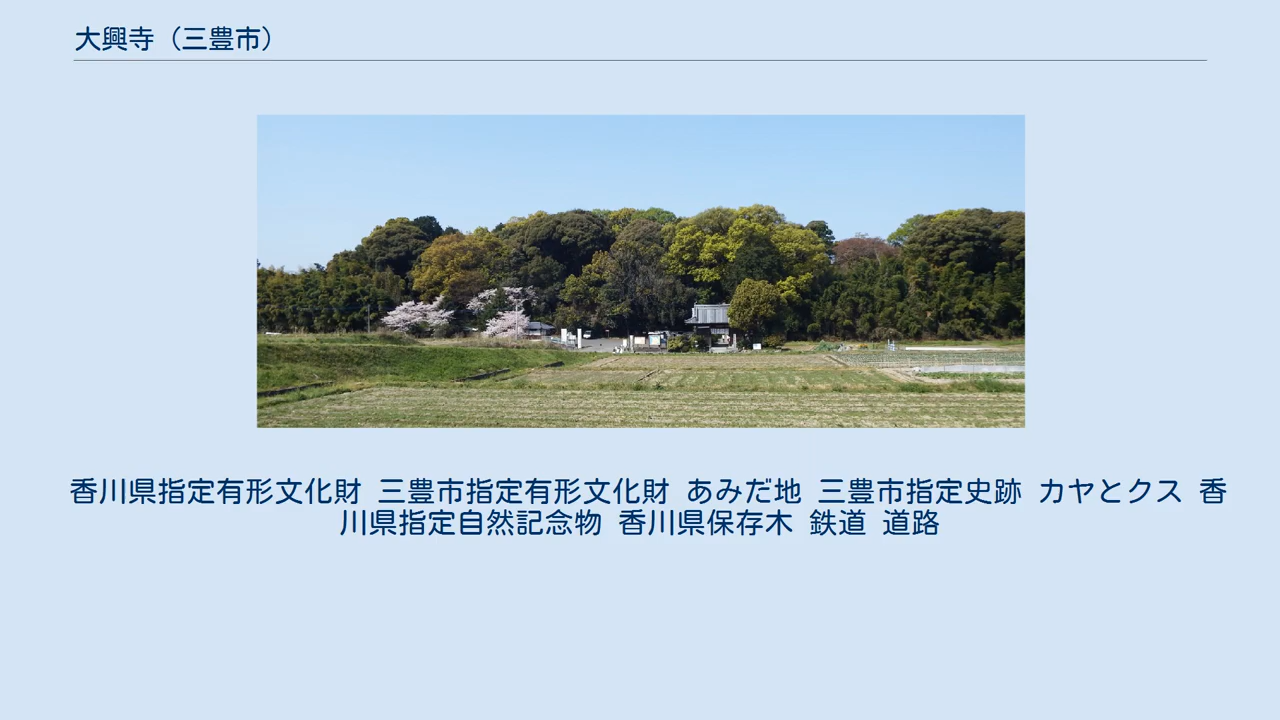 大興寺（三豊市）
香川県指定有形文化財 三豊市指定有形文化財 あみだ地 三豊市指定史跡 カヤとクス 香
川県指定自然記念物 香川県保存木 鉄道 道路